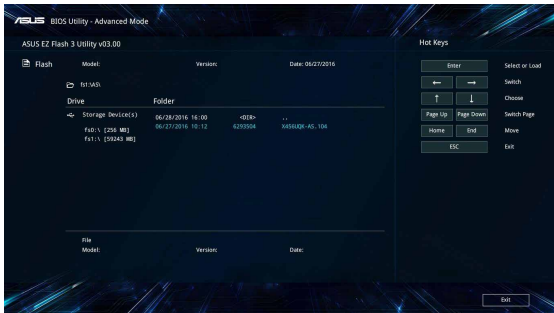 ASUS BIOS Utility - Advanced Mode
ASUS EZ Flash 3 Utility v03.00
Flash Model: Version: Date: 06/27/2016
fs1:\AS\
Drive Folder
Storage Device(s)
fs0:\ [256 MB]
fs1:\ [59243 MB]
06/28/2016 16:00 <DIR> ..
06/27/2016 10:12 6293504 X456UQK-AS.104
File
Model: Version: Date:
Hot Keys
Enter Select or Load
← → Switch
↑ ↓ Choose
Page Up Page Down Switch Page
Home End Move
ESC Exit
Exit